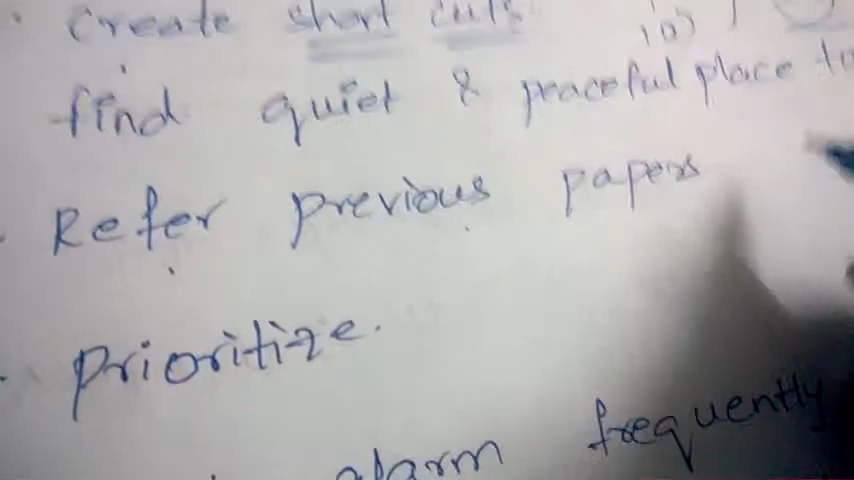 Create short cuts
find quiet & peaceful place to
Refer previous papers
Prioritize.
alarm frequently